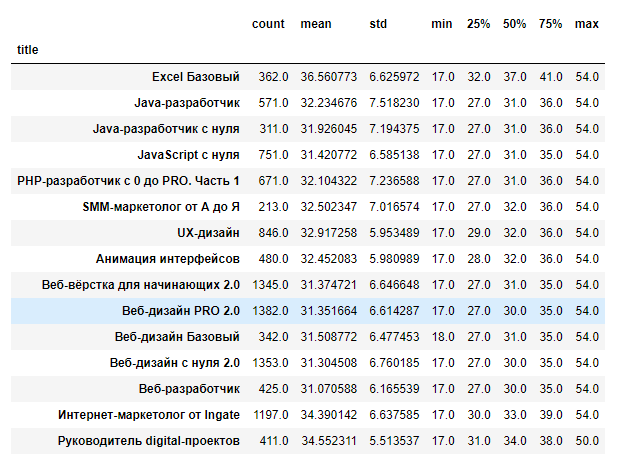 count mean std min 25% 50% 75% max
title
Excel Базовый 362.0 36.560773 6.625972 17.0 32.0 37.0 41.0 54.0
Java-разработчик 571.0 32.234676 7.518230 17.0 27.0 31.0 36.0 54.0
Java-разработчик с нуля 311.0 31.926045 7.194375 17.0 27.0 31.0 36.0 54.0
JavaScript с нуля 751.0 31.420772 6.585138 17.0 27.0 31.0 35.0 54.0
PHP-разработчик с 0 до PRO. Часть 1 671.0 32.104322 7.236588 17.0 27.0 31.0 36.0 54.0
SMM-маркетолог от А до Я 213.0 32.502347 7.016574 17.0 27.0 32.0 36.0 54.0
UX-дизайн 846.0 32.917258 5.953489 17.0 29.0 32.0 36.0 54.0
Анимация интерфейсов 480.0 32.452083 5.980989 17.0 28.0 32.0 36.0 54.0
Веб-вёрстка для начинающих 2.0 1345.0 31.374721 6.646648 17.0 27.0 31.0 35.0 54.0
Веб-дизайн PRO 2.0 1382.0 31.351664 6.614287 17.0 27.0 30.0 35.0 54.0
Веб-дизайн Базовый 342.0 31.508772 6.477453 18.0 27.0 31.0 35.0 54.0
Веб-дизайн с нуля 2.0 1353.0 31.304508 6.760185 17.0 27.0 30.0 35.0 54.0
Веб-разработчик 425.0 31.070588 6.165539 17.0 27.0 30.0 35.0 54.0
Интернет-маркетолог от Ingate 1197.0 34.390142 6.637585 17.0 30.0 33.0 39.0 54.0
Руководитель digital-проектов 411.0 34.552311 5.513537 17.0 31.0 34.0 38.0 50.0